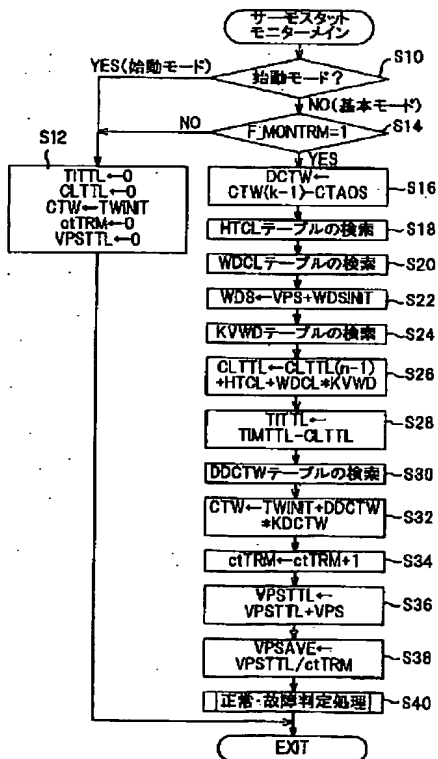 サーモスタット
モニターメイン
YES(始動モード)
始動モード?
S10
NO(基本モード)
NO
F_MONTRM=1
S14
YES
S12
TITTL←0
CLTTL←0
CTW←TWINIT
ctTRM←0
VPSTTL←0
DCTW←
CTW(k-1)-CTAOS
S16
HTCLテーブルの検索
S18
WDCLテーブルの検索
S20
WDS←VPS+WDSINIT
S22
KVWDテーブルの検索
S24
CLTTL←CLTTL(n-1)
+HTCL+WDCL*KVWD
S26
TITTL←
TIMTTL-CLTTL
S28
DDCTWテーブルの検索
S30
CTW←TWINIT+DDCTW
*KDCTW
S32
ctTRM←ctTRM+1
S34
VPSTTL←
VPSTTL+VPS
S36
VPSAVE←
VPSTTL/ctTRM
S38
正常・故障判定処理
S40
EXIT